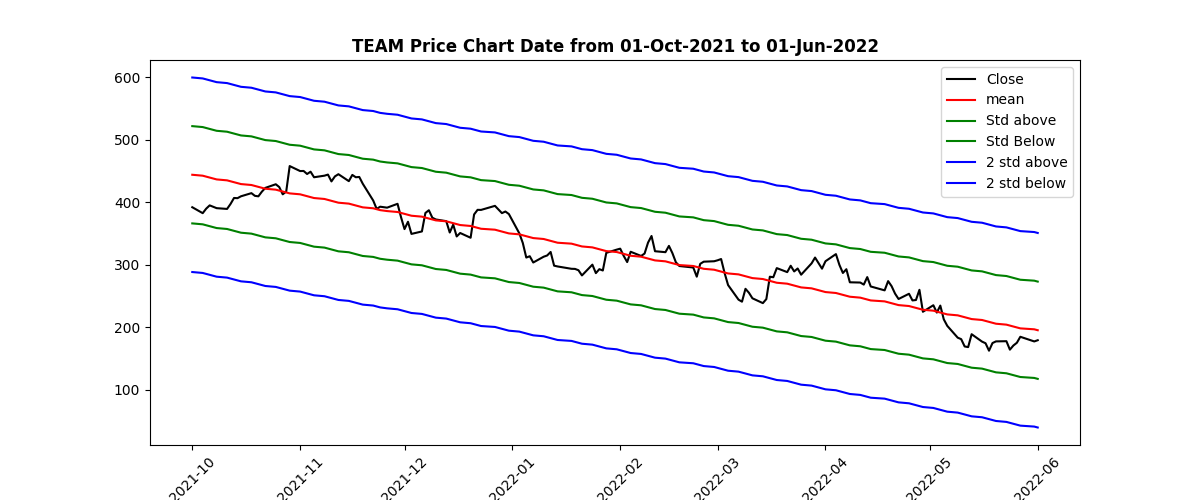 TEAM Price Chart Date from 01-Oct-2021 to 01-Jun-2022
600
500
400
300
200
100
Close
mean
Std above
Std Below
2 std above
2 std below
2021-10
2021-11
2021-12
2022-01
2022-02
2022-03
2022-04
2022-05
2022-06